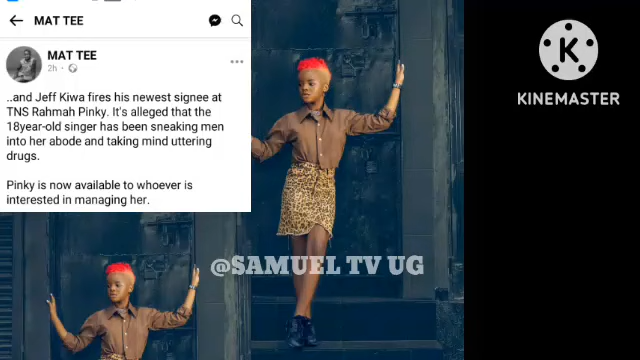 MAT TEE
MAT TEE
2h
..and Jeff Kiwa fires his newest signee at
TNS Rahmah Pinky. It's alleged that the
18year-old singer has been sneaking men
into her abode and taking mind uttering
drugs.
Pinky is now available to whoever is
interested in managing her.
@SAMUEL TV UG
K
KINEMASTER